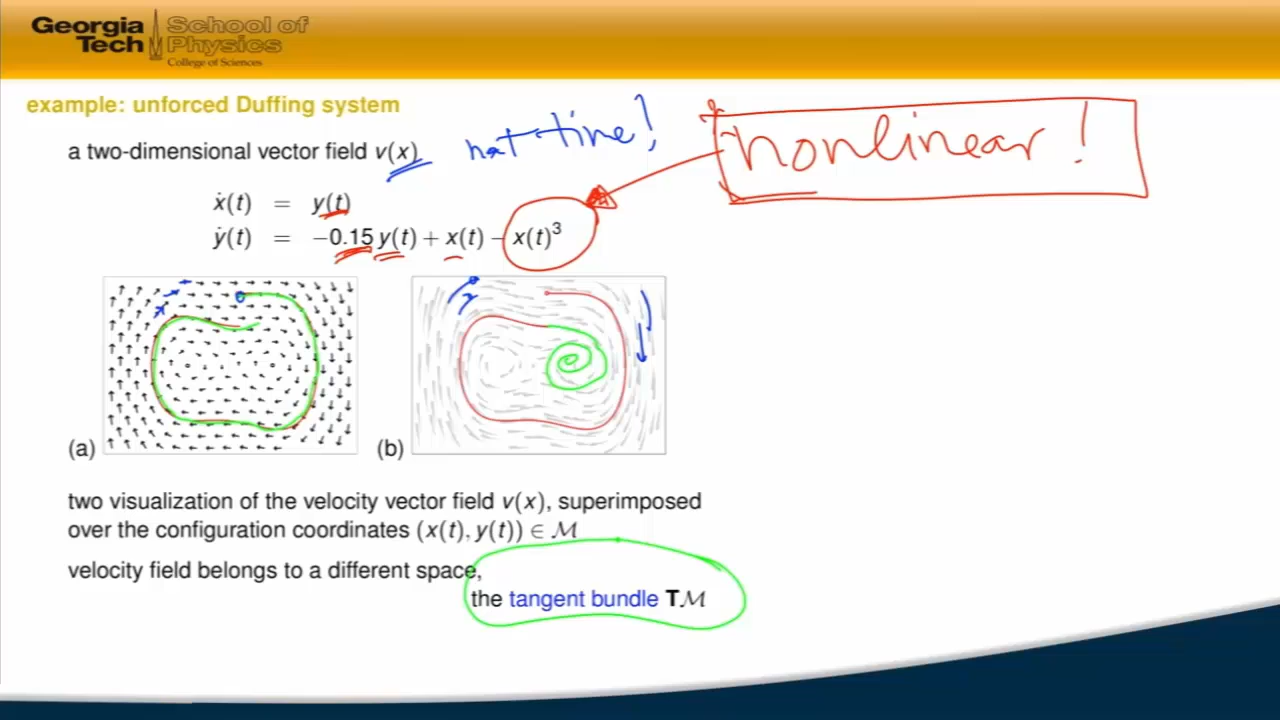 Georgia Tech
School of Physics
College of Sciences
example: unforced Duffing system
a two-dimensional vector field v(x)
not time!
nonlinear!
ẋ(t) = y(t)
ẏ(t) = −0.15 y(t) + x(t) − x(t)³
(a)
(b)
x
two visualization of the velocity vector field v(x), superimposed
over the configuration coordinates (x(t), y(t)) ∈ ℳ
velocity field belongs to a different space,
the tangent bundle Tℳ